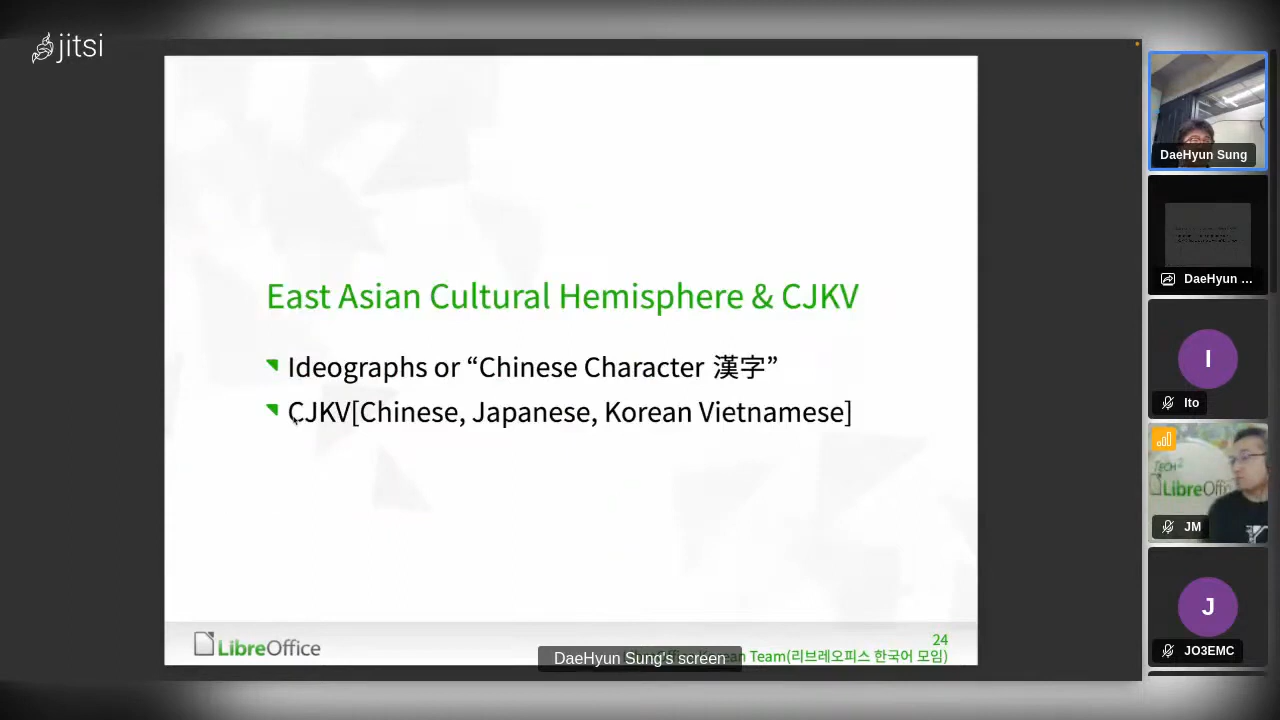 jitsi
East Asian Cultural Hemisphere & CJKV
Ideographs or “Chinese Character 漢字”
CJKV[Chinese, Japanese, Korean Vietnamese]
LibreOffice
24
Team(리브레오피스 한국어 모임)
DaeHyun Sung's screen
DaeHyun Sung
DaeHyun ...
I
Ito
TECH
LibreOffi
JM
J
JO3EMC